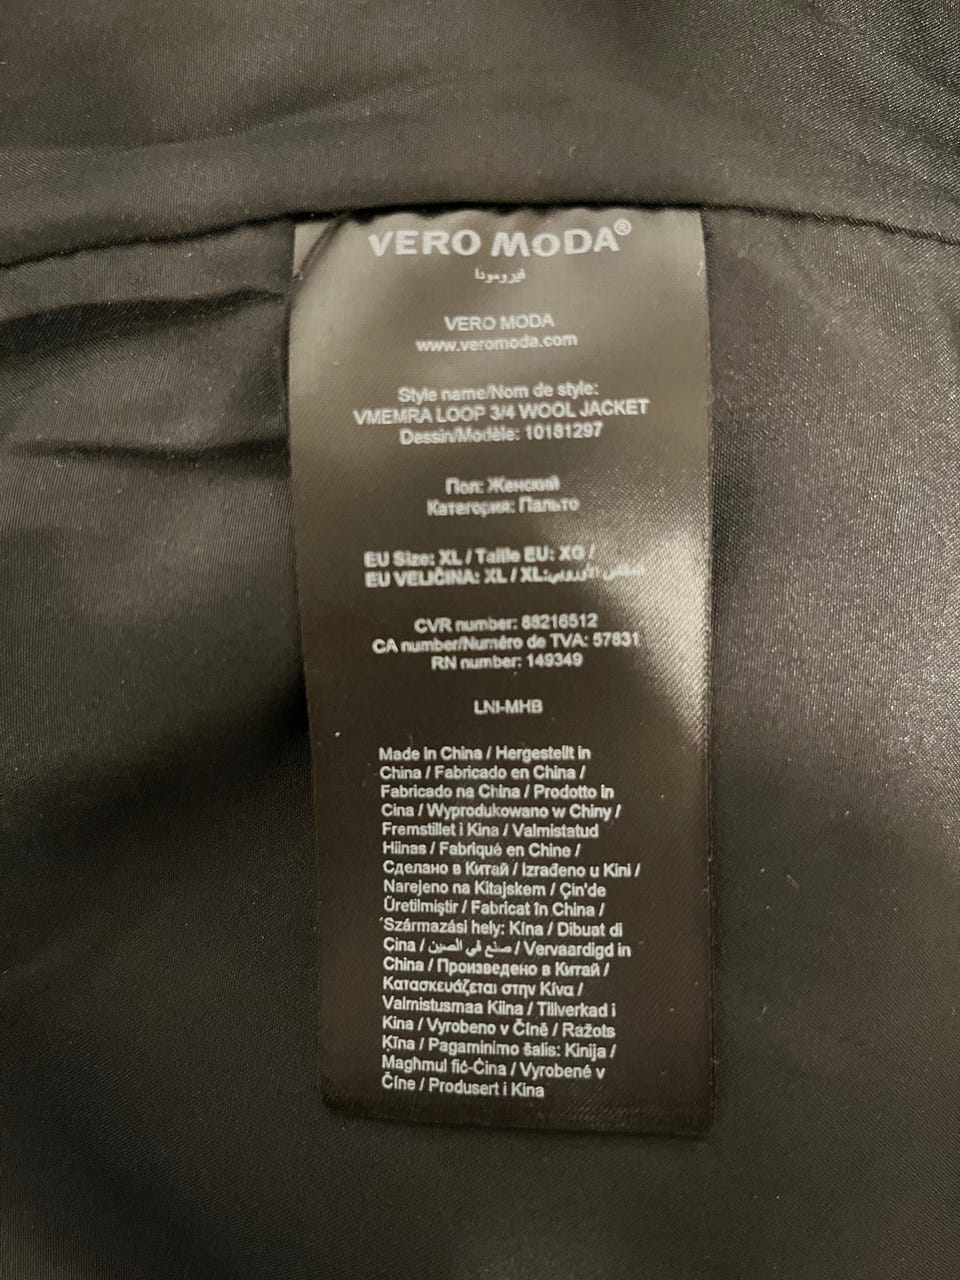 VERO MODA®
فيرومودا
VERO MODA
www.veromoda.com
Style name/Nom de style:
VMEMRA LOOP 3/4 WOOL JACKET
Dessin/Modèle: 10181297
Пол: Женский
Категория: Пальто
EU Size: XL / Taille EU: XG /
EU VELIČINA: XL / XL:المقاس الأوروبي
CVR number: 88216512
CA number/Numéro de TVA: 57831
RN number: 149349
LNI-MHB
Made in China / Hergestellt in
China / Fabricado en China /
Fabricado na China / Prodotto in
Cina / Wyprodukowano w Chiny /
Fremstillet i Kina / Valmistatud
Hiinas / Fabriqué en Chine /
Сделано в Китай / Izrađeno u Kini /
Narejeno na Kitajskem / Çin'de
Üretilmiştir / Fabricat în China /
Származási hely: Kína / Dibuat di
Çina / صنع في الصين / Vervaardigd in
China / Произведено в Китай /
Κατασκευάζεται στην Κίνα /
Valmistusmaa Kiina / Tillverkad i
Kina / Vyrobeno v Číně / Ražots
Ķīna / Pagaminimo šalis: Kinija /
Magħmul fiċ-Ċina / Vyrobené v
Číne / Produsert i Kina